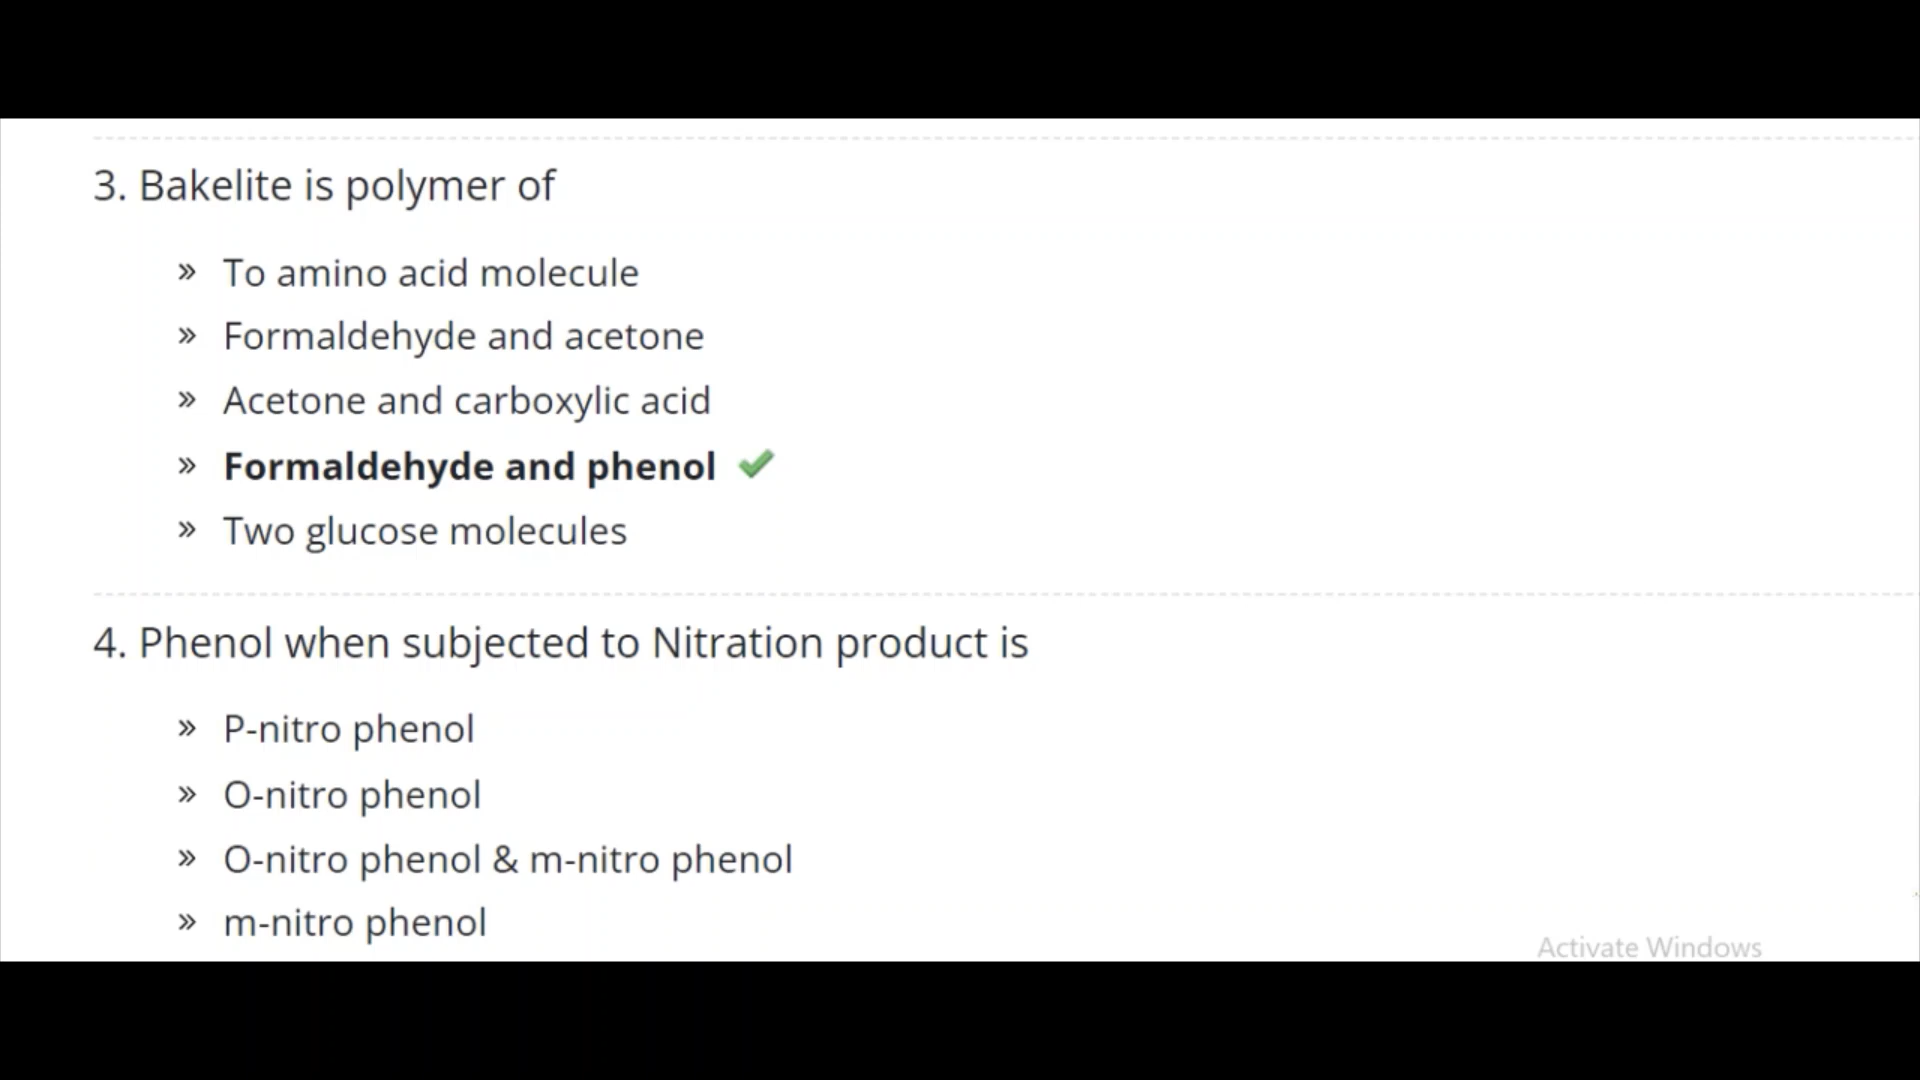 3. Bakelite is polymer of
» To amino acid molecule
» Formaldehyde and acetone
» Acetone and carboxylic acid
» Formaldehyde and phenol ✔
» Two glucose molecules
4. Phenol when subjected to Nitration product is
» P-nitro phenol
» O-nitro phenol
» O-nitro phenol & m-nitro phenol
» m-nitro phenol
Activate Windows